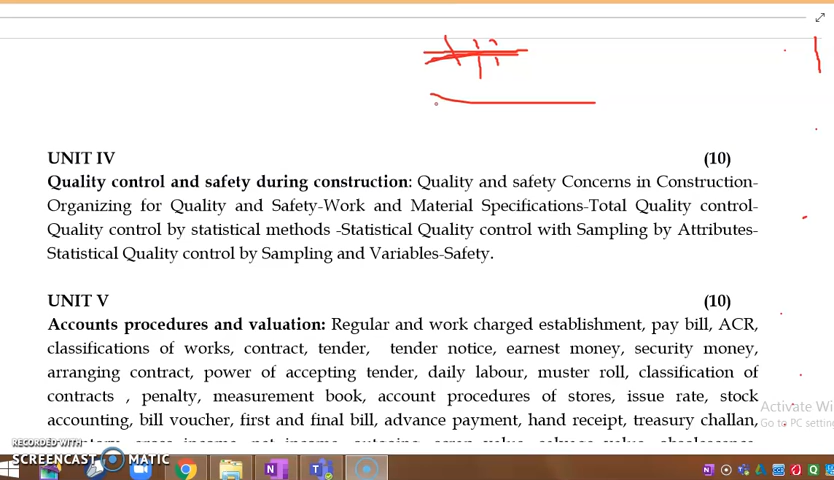 UNIT IV (10)
Quality control and safety during construction: Quality and safety Concerns in Construction-
Organizing for Quality and Safety-Work and Material Specifications-Total Quality control-
Quality control by statistical methods -Statistical Quality control with Sampling by Attributes-
Statistical Quality control by Sampling and Variables-Safety.
UNIT V (10)
Accounts procedures and valuation: Regular and work charged establishment, pay bill, ACR,
classifications of works, contract, tender, tender notice, earnest money, security money,
arranging contract, power of accepting tender, daily labour, muster roll, classification of
contracts , penalty, measurement book, account procedures of stores, issue rate, stock
Activate Wi
accounting, bill voucher, first and final bill, advance payment, hand receipt, treasury challan,
Go to PC setting
RECORDED WITH
SCREENCAST MATIC